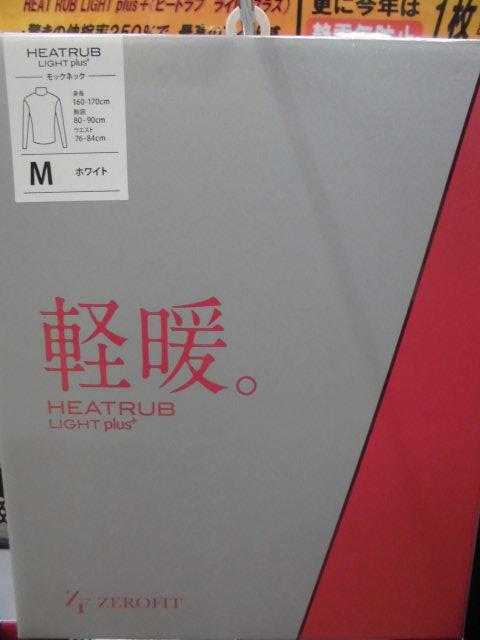 HEAT RUB LIGHT plus+(ヒートラブ ライトプラス)
更に今年は
1枚
HEATRUB
LIGHT plus+
モックネック
身長
160-170cm
胸囲
80-90cm
ウエスト
76-84cm
M ホワイト
軽暖。
HEATRUB
LIGHT plus+
ZEROFIT